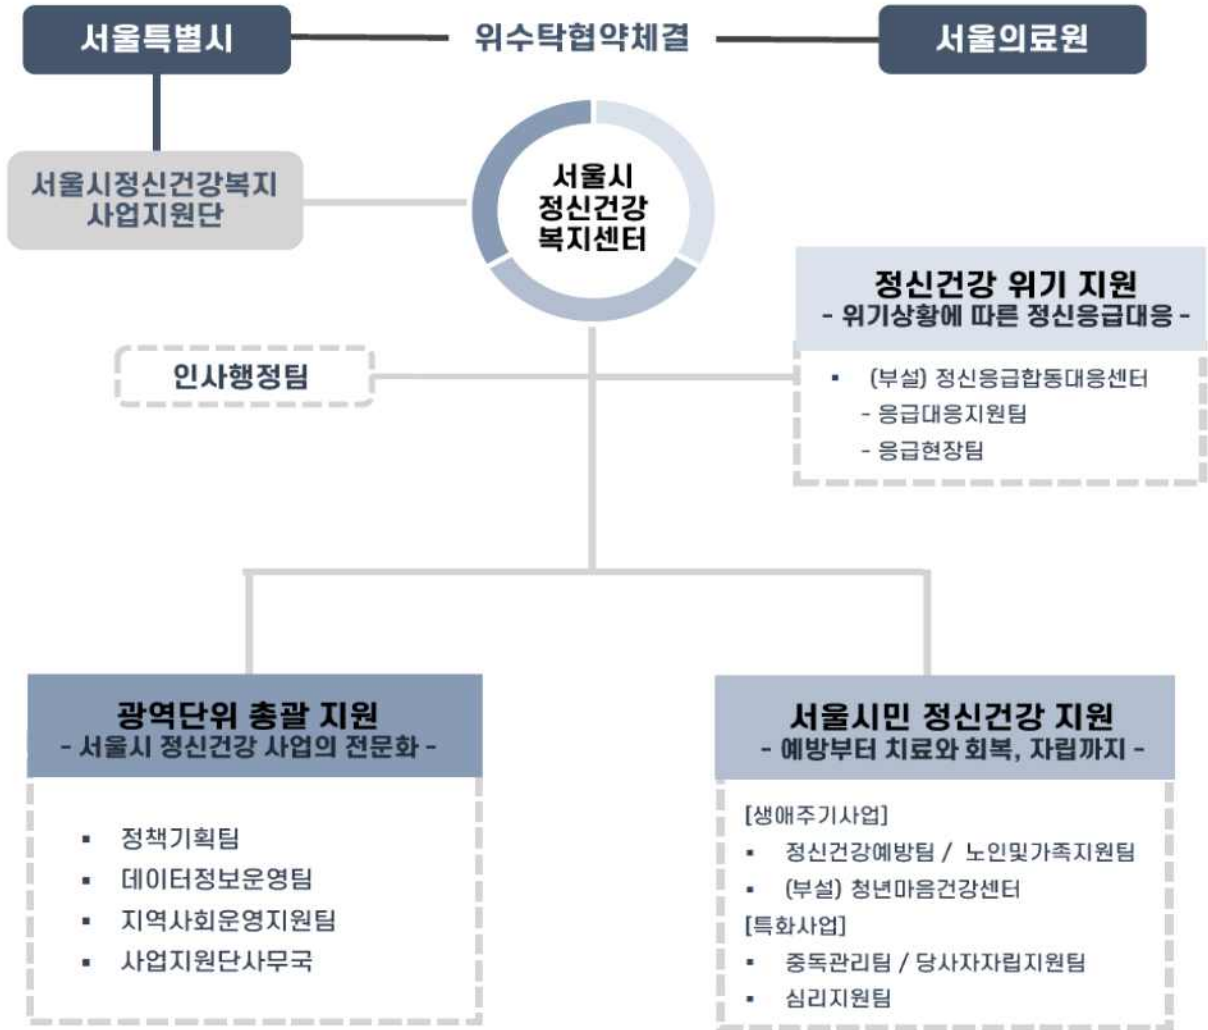 서울특별시
위수탁협약체결
서울의료원
서울시정신건강복지
사업지원단
서울시
정신건강
복지센터
정신건강 위기 지원
- 위기상황에 따른 정신응급대응 -
▪ (부설) 정신응급합동대응센터
- 응급대응지원팀
- 응급현장팀
인사행정팀
광역단위 총괄 지원
- 서울시 정신건강 사업의 전문화 -
▪ 정책기획팀
▪ 데이터정보운영팀
▪ 지역사회운영지원팀
▪ 사업지원단사무국
서울시민 정신건강 지원
- 예방부터 치료와 회복, 자립까지 -
[생애주기사업]
▪ 정신건강예방팀 / 노인및가족지원팀
▪ (부설) 청년마음건강센터
[특화사업]
▪ 중독관리팀 / 당사자자립지원팀
▪ 심리지원팀